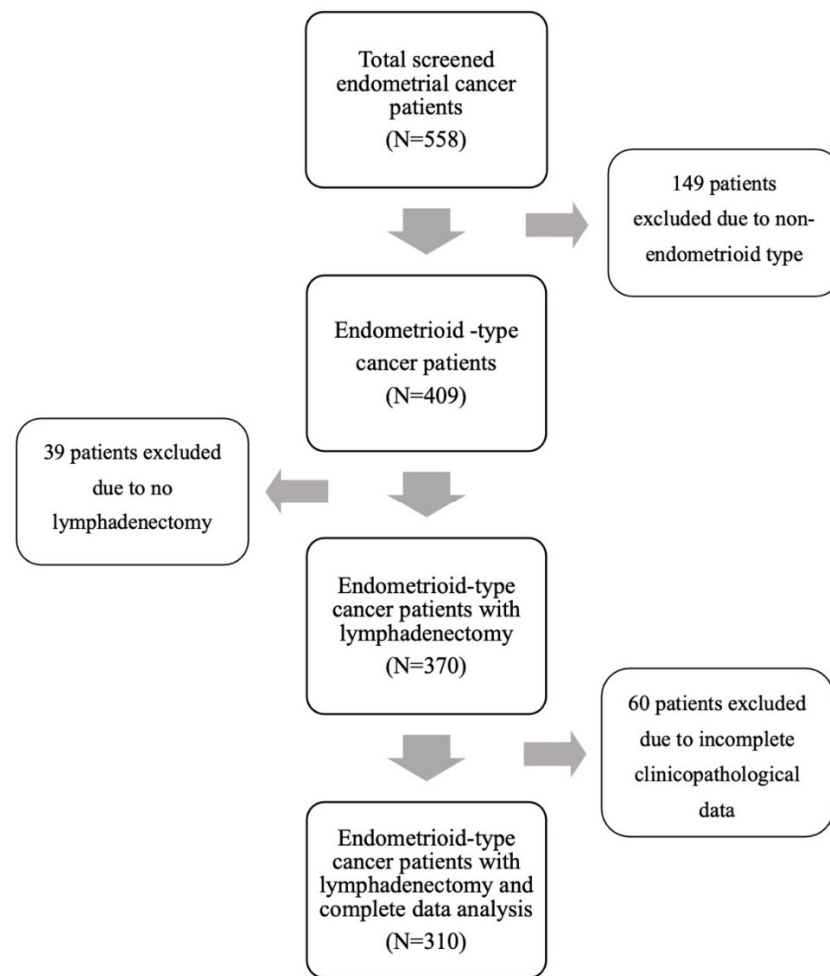 Total screened
endometrial cancer
patients
(N=558)
149 patients
excluded due to non-
endometrioid type
Endometrioid -type
cancer patients
(N=409)
39 patients excluded
due to no
lymphadenectomy
Endometrioid-type
cancer patients with
lymphadenectomy
(N=370)
60 patients excluded
due to incomplete
clinicopathological
data
Endometrioid-type
cancer patients with
lymphadenectomy and
complete data analysis
(N=310)